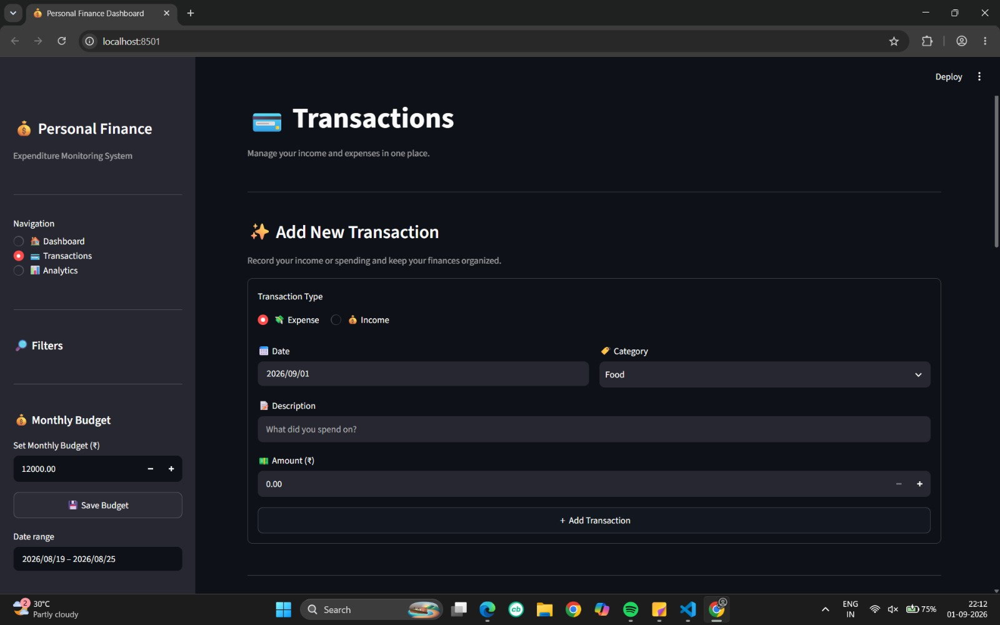 Personal Finance Dashboard
localhost:8501
Deploy
Personal Finance
Expenditure Monitoring System
Navigation
Dashboard
Transactions
Analytics
Filters
Monthly Budget
Set Monthly Budget (₹)
12000.00
Save Budget
Date range
2026/08/19 – 2026/08/25
Transactions
Manage your income and expenses in one place.
Add New Transaction
Record your income or spending and keep your finances organized.
Transaction Type
Expense Income
Date Category
2026/09/01 Food
Description
What did you spend on?
Amount (₹)
0.00
+ Add Transaction
2
30°C
Partly cloudy
Search
cb
ENG
IN
75%
22:12
01-09-2026